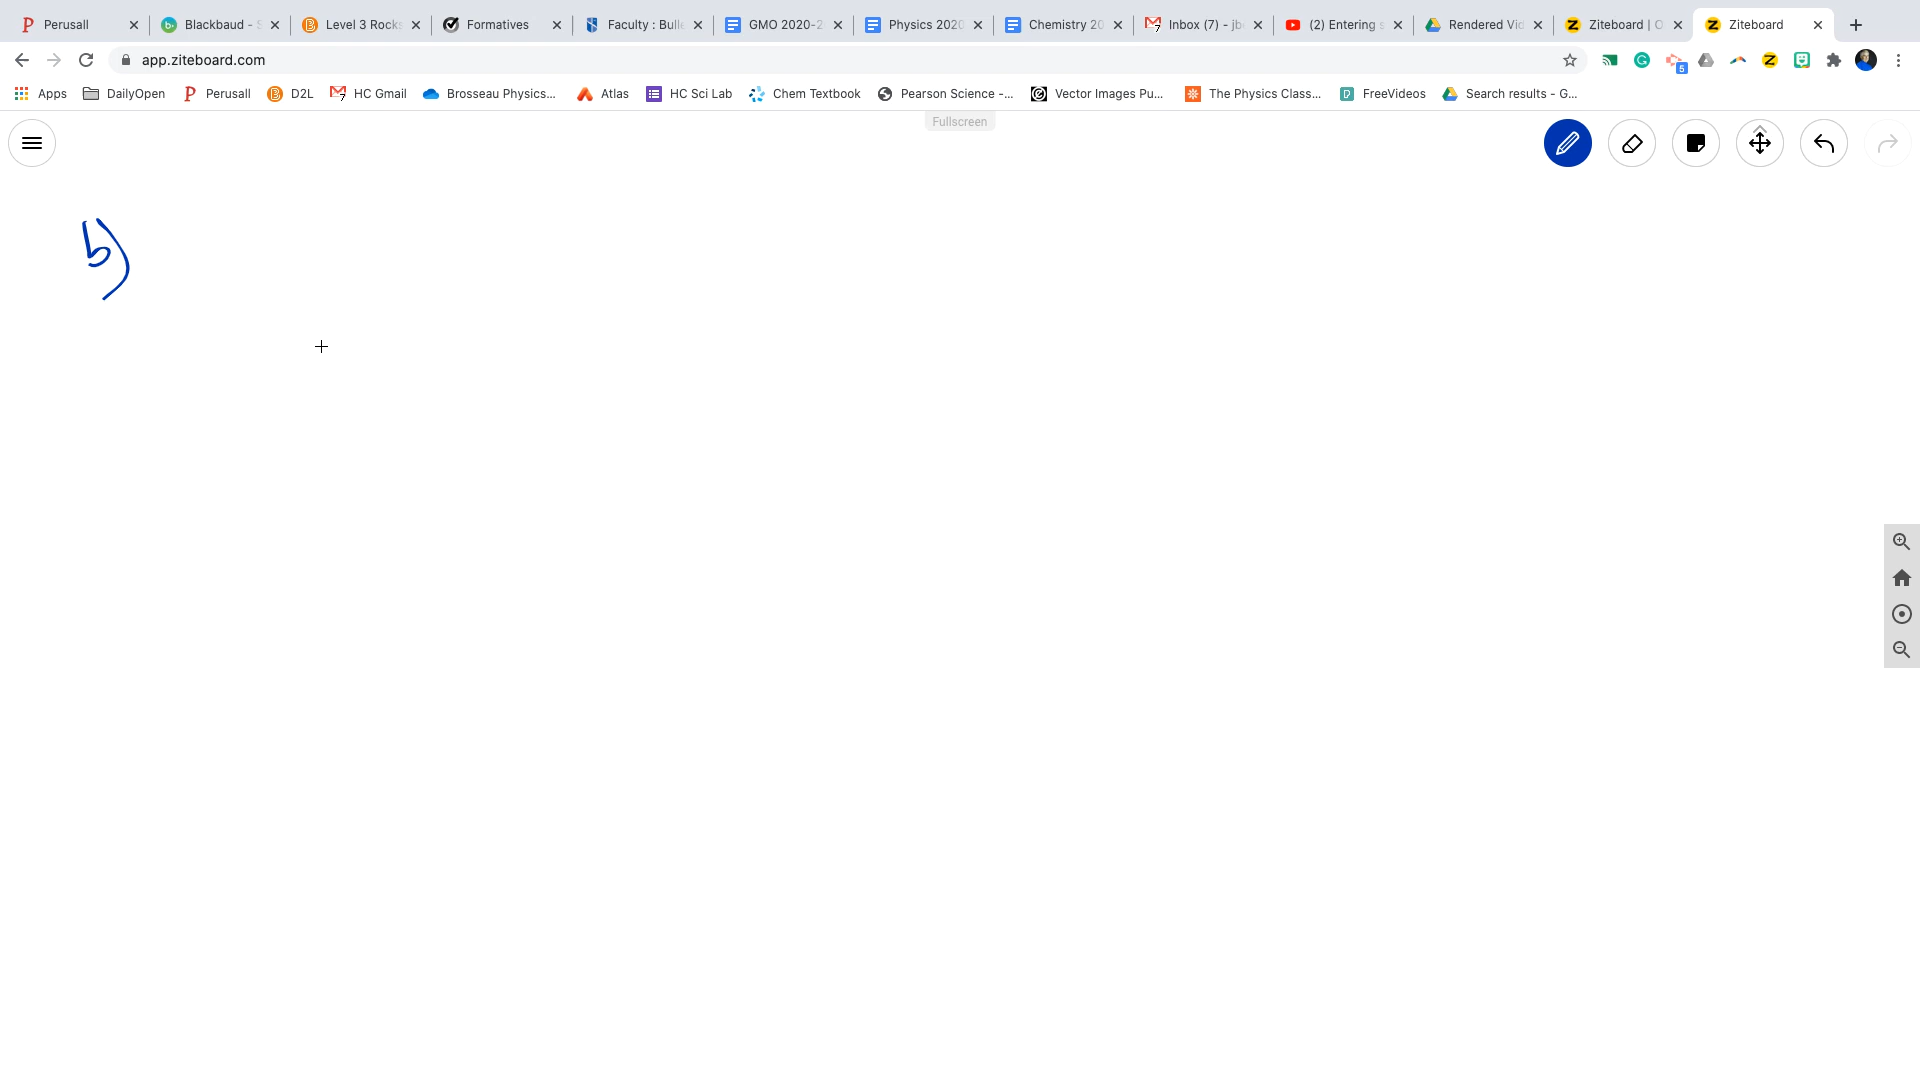 Perusall
Blackbaud - S
Level 3 Rocks
Formatives
Faculty : Bulle
GMO 2020-2
Physics 2020
Chemistry 20
Inbox (7) - jb
(2) Entering s
Rendered Vid
Ziteboard | O
Ziteboard
app.ziteboard.com
5
Apps
DailyOpen
Perusall
D2L
HC Gmail
Brosseau Physics...
Atlas
HC Sci Lab
Chem Textbook
Pearson Science -...
Vector Images Pu...
The Physics Class...
FreeVideos
Search results - G...
Fullscreen
b)